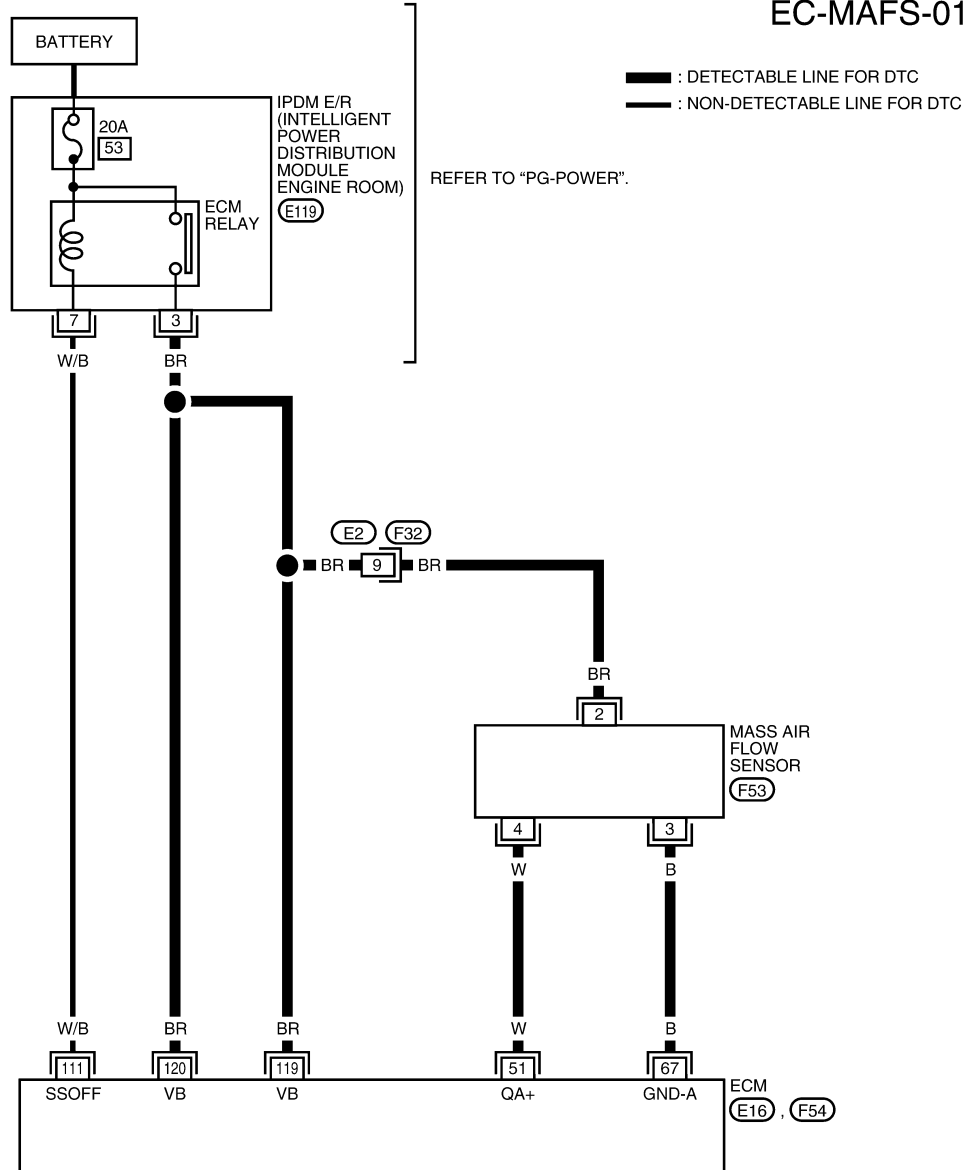 EC-MAFS-01
BATTERY
: DETECTABLE LINE FOR DTC
: NON-DETECTABLE LINE FOR DTC
20A
53
IPDM E/R
(INTELLIGENT
POWER
DISTRIBUTION
MODULE
ENGINE ROOM)
E119
REFER TO “PG-POWER”.
ECM
RELAY
7 3
W/B BR
E2 F32
BR 9 BR
BR
2
MASS AIR
FLOW
SENSOR
F53
4 3
W B
W/B BR BR W B
111 120 119 51 67
SSOFF VB VB QA+ GND-A
ECM
E16 , F54